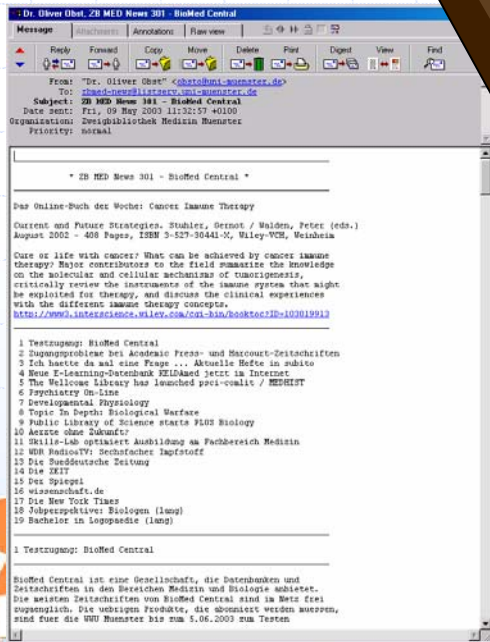 Dr. Oliver Obst, ZB MED News 301 - BioMed Central
Message Attachments Annotations Raw view
Reply Forward Copy Move Delete Print Digest View Find
From: "Dr. Oliver Obst" <obsto@uni-muenster.de>
To: zbmed-news@listserv.uni-muenster.de
Subject: ZB MED News 301 - BioMed Central
Date sent: Fri, 09 May 2003 11:32:57 +0100
Organization: Zweigbibliothek Medizin Muenster
Priority: normal
* ZB MED News 301 - BioMed Central *
Das Online-Buch der Woche: Cancer Immune Therapy
Current and Future Strategies. Stuhler, Gernot / Walden, Peter (eds.)
August 2002 - 408 Pages, ISBN 3-527-30441-X, Wiley-VCH, Weinheim
Cure or life with cancer? What can be achieved by cancer immune
therapy? Major contributors to the field summarize the knowledge
on the molecular and cellular mechanisms of tumorigenesis,
critically review the instruments of the immune system that might
be exploited for therapy, and discuss the clinical experiences
with the different immune therapy concepts.
http://www3.interscience.wiley.com/cgi-bin/booktoc?ID=103019913
1 Testzugang: BioMed Central
2 Zugangsprobleme bei Academic Press- und Harcourt-Zeitschriften
3 Ich haette da mal eine Frage ... Aktuelle Hefte in subito
4 Neue E-Learning-Datenbank KELDAmed jetzt im Internet
5 The Wellcome Library has launched psci-comlit / MEDHIST
6 Psychiatry On-Line
7 Developmental Physiology
8 Topic In Depth: Biological Warfare
9 Public Library of Science starts PLOS Biology
10 Aerzte ohne Zukunft?
11 Skills-Lab optimiert Ausbildung am Fachbereich Medizin
12 WDR Radio&TV: Sechsfacher Impfstoff
13 Die Sueddeutsche Zeitung
14 Die ZEIT
15 Der Spiegel
16 wissenschaft.de
17 Die New York Times
18 Jobperspektive: Biologen (lang)
19 Bachelor in Logopaedie (lang)
1 Testzugang: BioMed Central
BioMed Central ist eine Gesellschaft, die Datenbanken und
Zeitschriften in den Bereichen Medizin und Biologie anbietet.
Die meisten Zeitschriften von BioMed Central sind im Netz frei
zugaenglich. Die uebrigen Produkte, die abonniert werden muessen,
sind fuer die WWU Muenster bis zum 5.06.2003 zum Testen